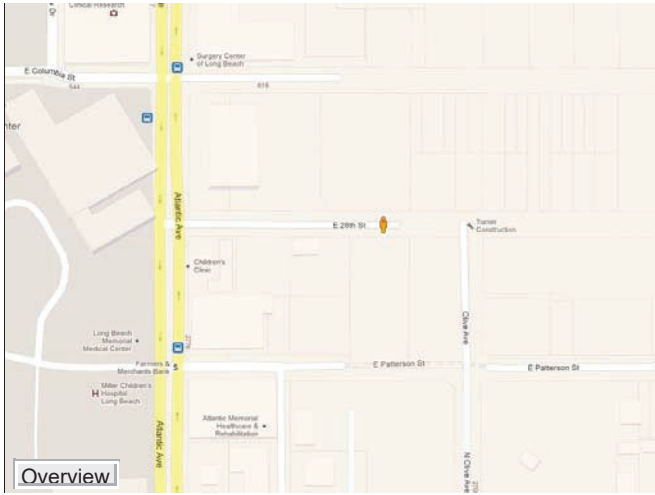 Clinical Research
Surgery Center
of Long Beach
E Columbia St
544
618
nter
Atlantic Ave
E 28th St
Turner
Construction
Children's
Clinic
Long Beach
Memorial
Medical Center
2776
Olive Ave
Farmers &
Merchants Bank
E Patterson St
E Patterson St
Miller Children's
Hospital
Long Beach
Atlantic Memorial
Healthcare &
Rehabilitation
Atlantic Ave
N Olive Ave
Overview